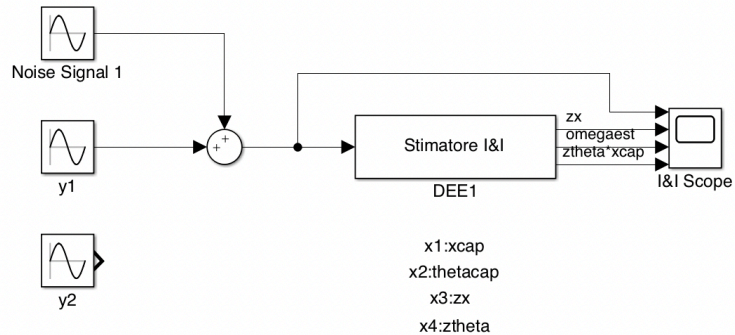 Noise Signal 1
y1
y2
+
+
Stimatore I&I
DEE1
zx
omegaest
ztheta*xcap
I&I Scope
x1:xcap
x2:thetacap
x3:zx
x4:ztheta